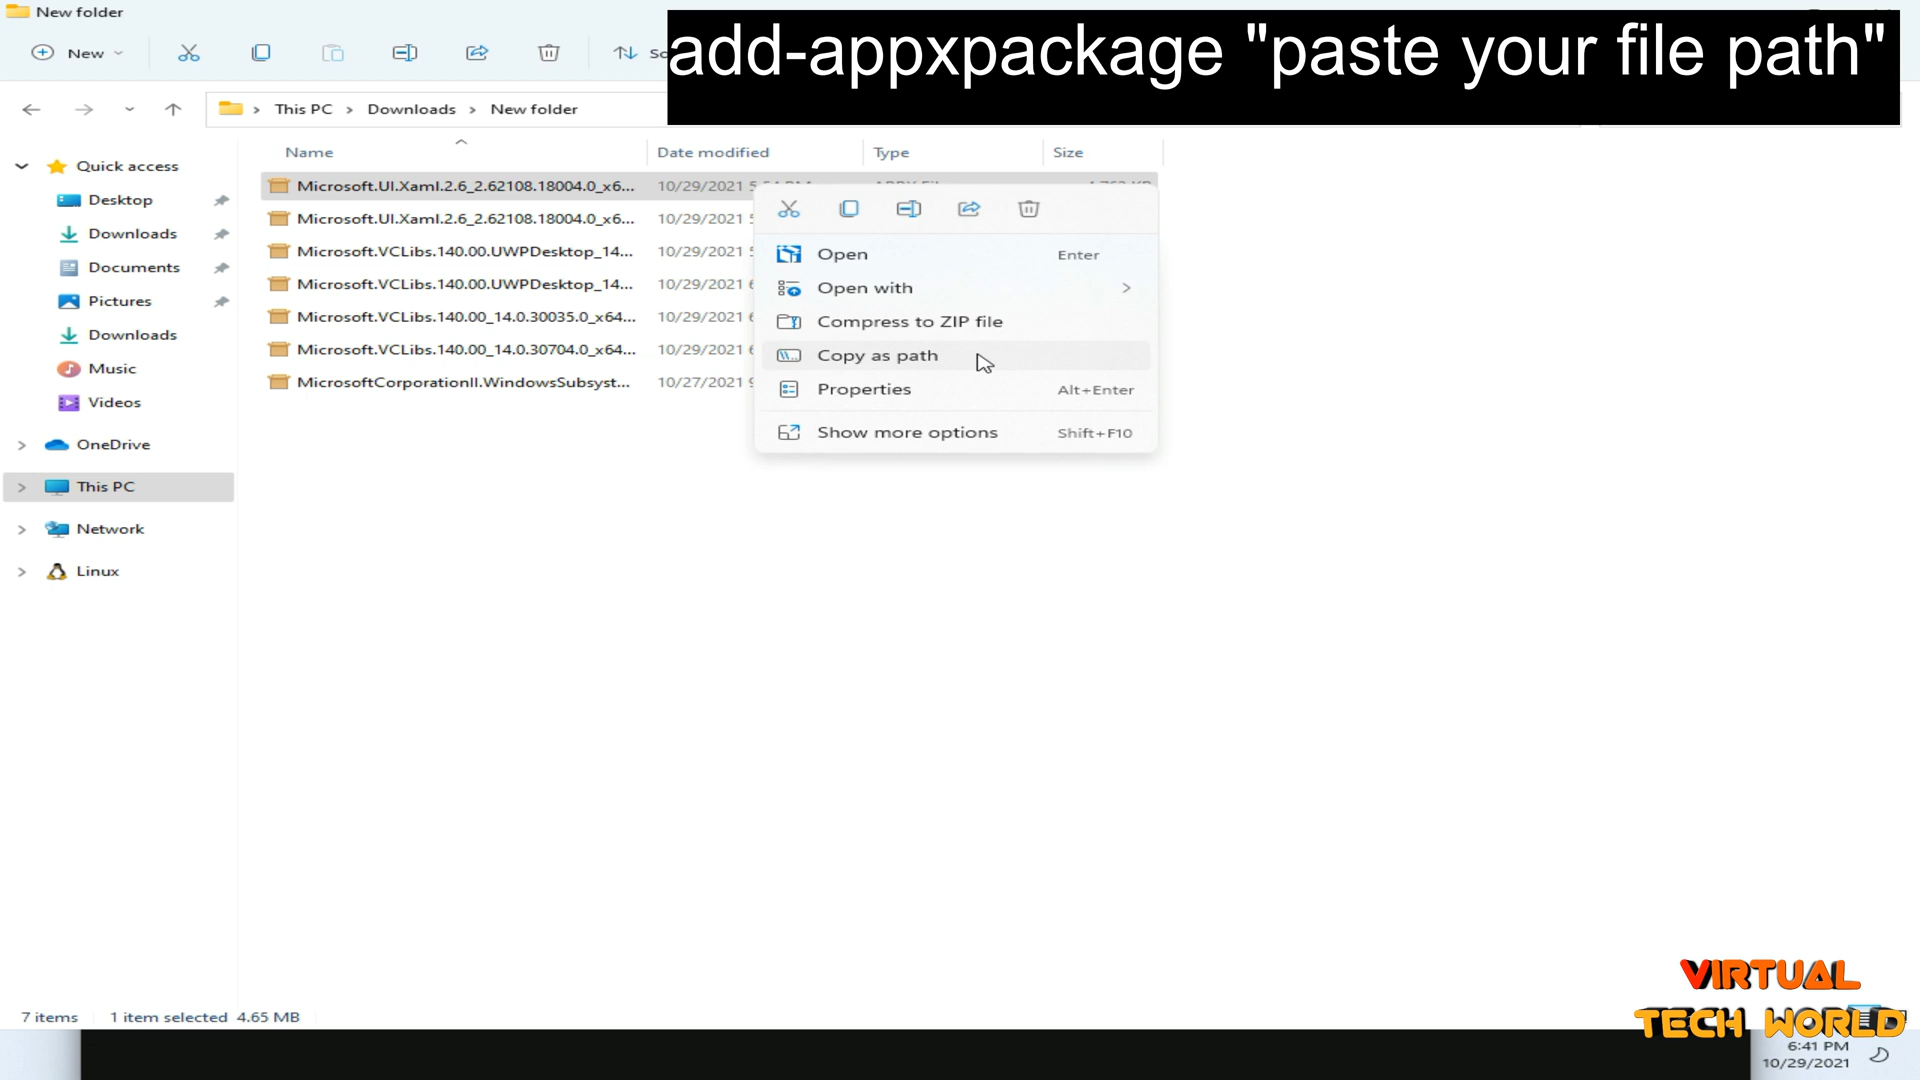 New folder
add-appxpackage "paste your file path"
New
This PC > Downloads > New folder
Name
Date modified
Type
Size
Quick access
Desktop
Downloads
Documents
Pictures
Downloads
Music
Videos
OneDrive
This PC
Network
Linux
Microsoft.UI.Xaml.2.6_2.62108.18004.0_x6... 10/29/2021
Microsoft.UI.Xaml.2.6_2.62108.18004.0_x6... 10/29/2021
Microsoft.VCLibs.140.00.UWPDesktop_14... 10/29/2021
Microsoft.VCLibs.140.00.UWPDesktop_14... 10/29/2021
Microsoft.VCLibs.140.00_14.0.30035.0_x64... 10/29/2021
Microsoft.VCLibs.140.00_14.0.30704.0_x64... 10/29/2021
MicrosoftCorporationII.WindowsSubsyst... 10/27/2021
Open Enter
Open with
Compress to ZIP file
Copy as path
Properties Alt+Enter
Show more options Shift+F10
7 items 1 item selected 4.65 MB
VIRTUAL
TECH WORLD
6:41 PM
10/29/2021